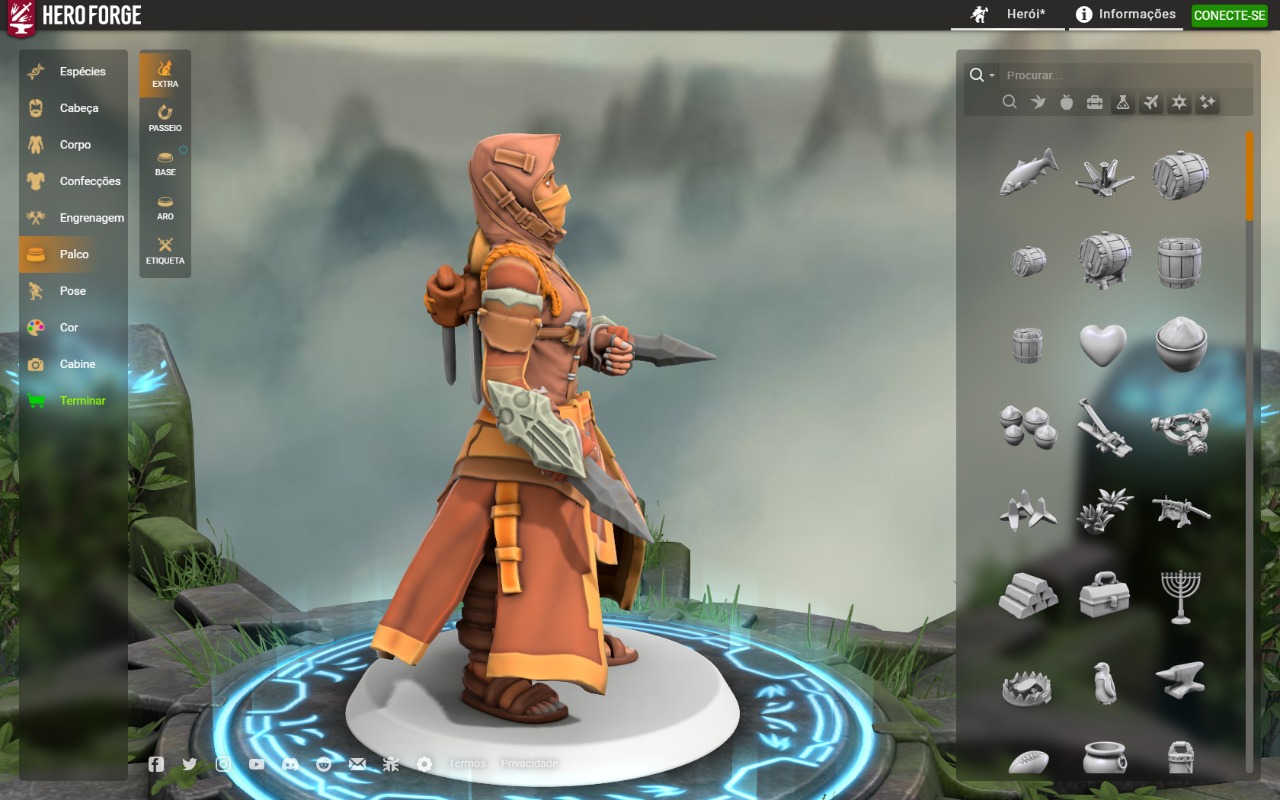 HERO FORGE
Herói*
Informações
CONECTE-SE
Espécies
Cabeça
Corpo
Confecções
Engrenagem
Palco
Pose
Cor
Cabine
Terminar
EXTRA
PASSEIO
BASE
ARO
ETIQUETA
Procurar...
Termos
Privacidade